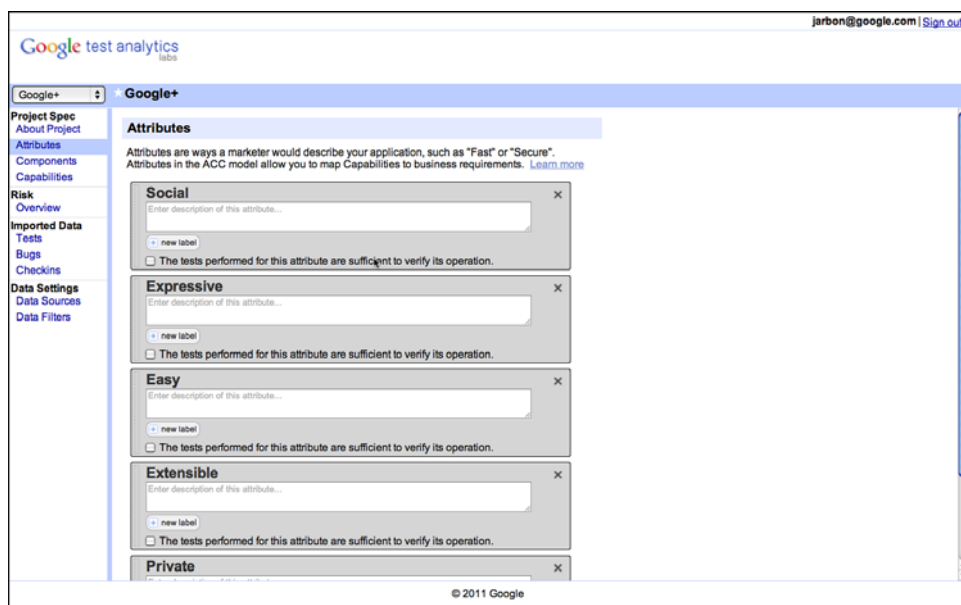 jarbon@google.com | Sign out
Google test analytics
labs
Google+
Google+
Project Spec
About Project
Attributes
Components
Capabilities
Risk
Overview
Imported Data
Tests
Bugs
Checkins
Data Settings
Data Sources
Data Filters
Attributes
Attributes are ways a marketer would describe your application, such as "Fast" or "Secure".
Attributes in the ACC model allow you to map Capabilities to business requirements. Learn more
Social
Enter description of this attribute...
+ new label
The tests performed for this attribute are sufficient to verify its operation.
Expressive
Enter description of this attribute...
+ new label
The tests performed for this attribute are sufficient to verify its operation.
Easy
Enter description of this attribute...
+ new label
The tests performed for this attribute are sufficient to verify its operation.
Extensible
Enter description of this attribute...
+ new label
The tests performed for this attribute are sufficient to verify its operation.
Private
© 2011 Google